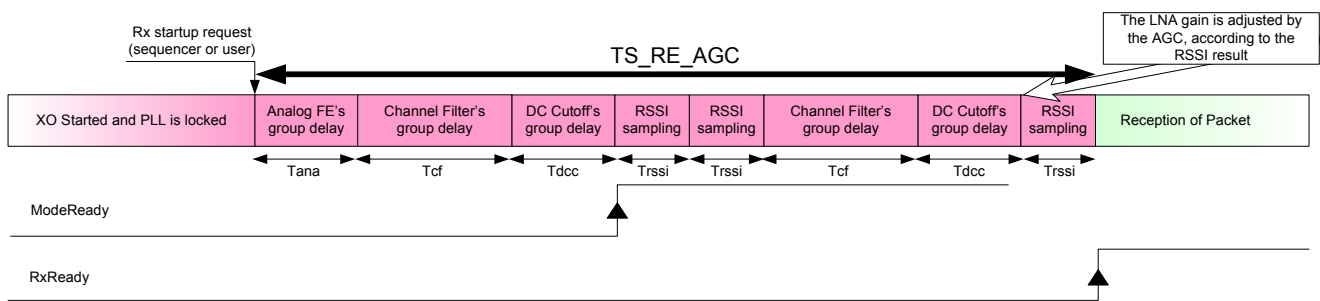 Rx startup request
(sequencer or user)
TS_RE_AGC
The LNA gain is adjusted by
the AGC, according to the
RSSI result
XO Started and PLL is locked
Analog FE's
group delay
Channel Filter's
group delay
DC Cutoff's
group delay
RSSI
sampling
RSSI
sampling
Channel Filter's
group delay
DC Cutoff's
group delay
RSSI
sampling
Reception of Packet
Tana
Tcf
Tdcc
Trssi
Trssi
Tcf
Tdcc
Trssi
ModeReady
RxReady